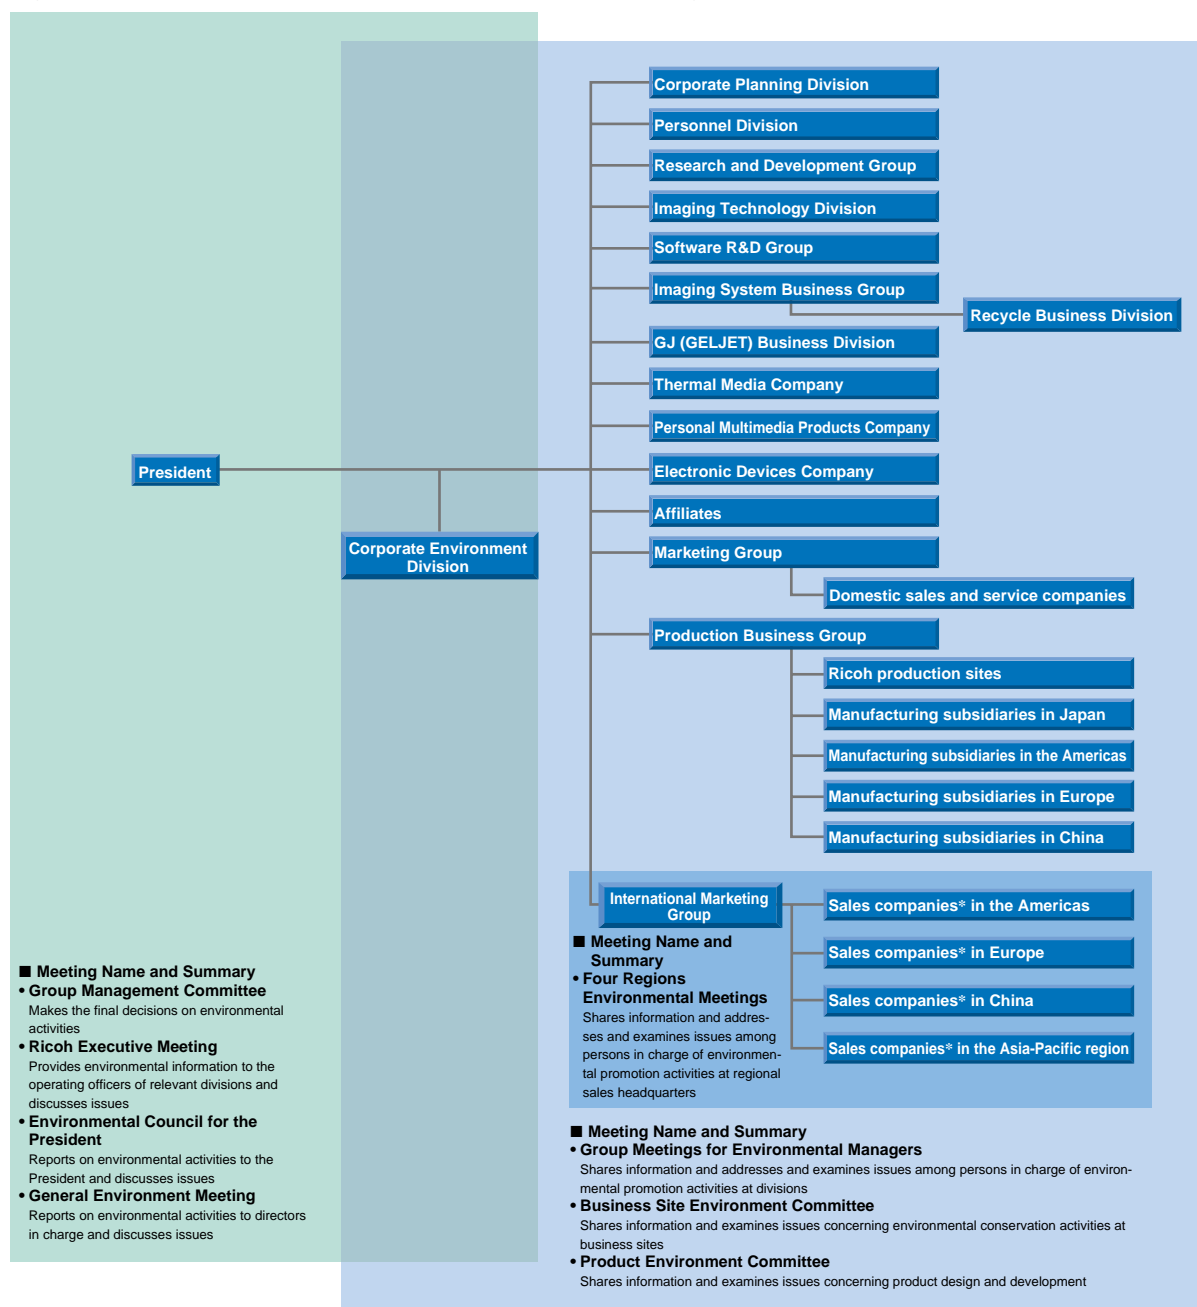 Corporate Planning Division
Personnel Division
Research and Development Group
Imaging Technology Division
Software R&D Group
Imaging System Business Group
Recycle Business Division
GJ (GELJET) Business Division
Thermal Media Company
Personal Multimedia Products Company
President
Electronic Devices Company
Affiliates
Corporate Environment
Division
Marketing Group
Domestic sales and service companies
Production Business Group
Ricoh production sites
Manufacturing subsidiaries in Japan
Manufacturing subsidiaries in the Americas
Manufacturing subsidiaries in Europe
Manufacturing subsidiaries in China
International Marketing
Group
Sales companies* in the Americas
Sales companies* in Europe
Sales companies* in China
Sales companies* in the Asia-Pacific region
■ Meeting Name and
Summary
• Four Regions
Environmental Meetings
Shares information and addres-
ses and examines issues among
persons in charge of environmen-
tal promotion activities at regional
sales headquarters
■ Meeting Name and Summary
• Group Management Committee
Makes the final decisions on environmental
activities
• Ricoh Executive Meeting
Provides environmental information to the
operating officers of relevant divisions and
discusses issues
• Environmental Council for the
President
Reports on environmental activities to the
President and discusses issues
• General Environment Meeting
Reports on environmental activities to directors
in charge and discusses issues
■ Meeting Name and Summary
• Group Meetings for Environmental Managers
Shares information and addresses and examines issues among persons in charge of environ-
mental promotion activities at divisions
• Business Site Environment Committee
Shares information and examines issues concerning environmental conservation activities at
business sites
• Product Environment Committee
Shares information and examines issues concerning product design and development